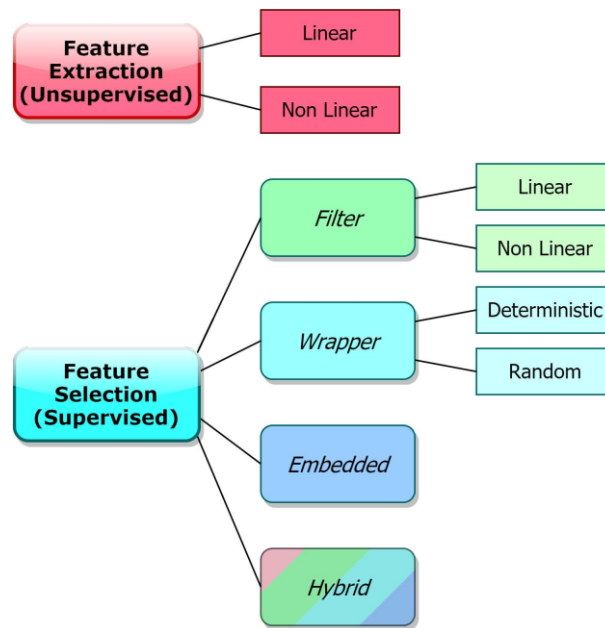 Feature
Extraction
(Unsupervised)
Linear
Non Linear
Feature
Selection
(Supervised)
Filter
Linear
Non Linear
Wrapper
Deterministic
Random
Embedded
Hybrid